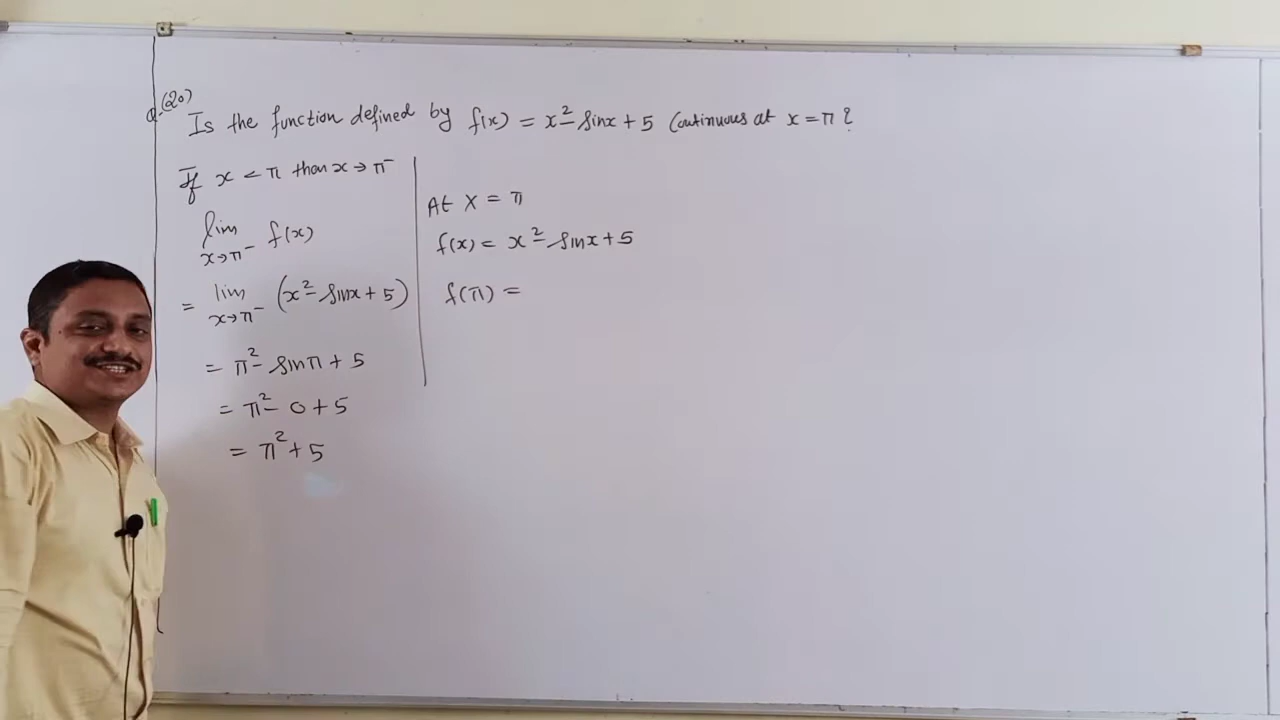 Q.(20)
Is the function defined by f(x) = x² - sinx + 5 Continuous at x = π?
If x < π then x → π⁻
lim f(x)
x→π⁻
= lim (x² - sinx + 5)
x→π⁻
= π² - sinπ + 5
= π² - 0 + 5
= π² + 5
At x = π
f(x) = x² - sinx + 5
f(π) =